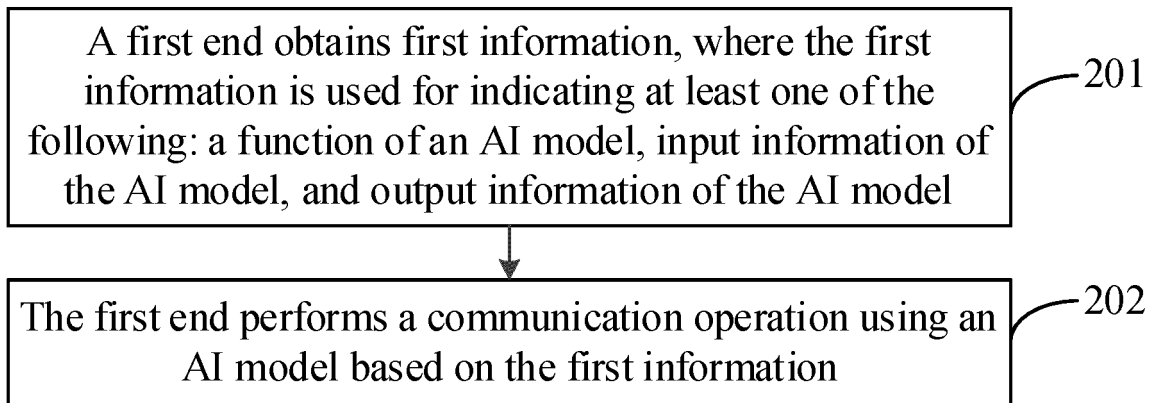 A first end obtains first information, where the first
information is used for indicating at least one of the
following: a function of an AI model, input information of
the AI model, and output information of the AI model
201
The first end performs a communication operation using an
AI model based on the first information
202